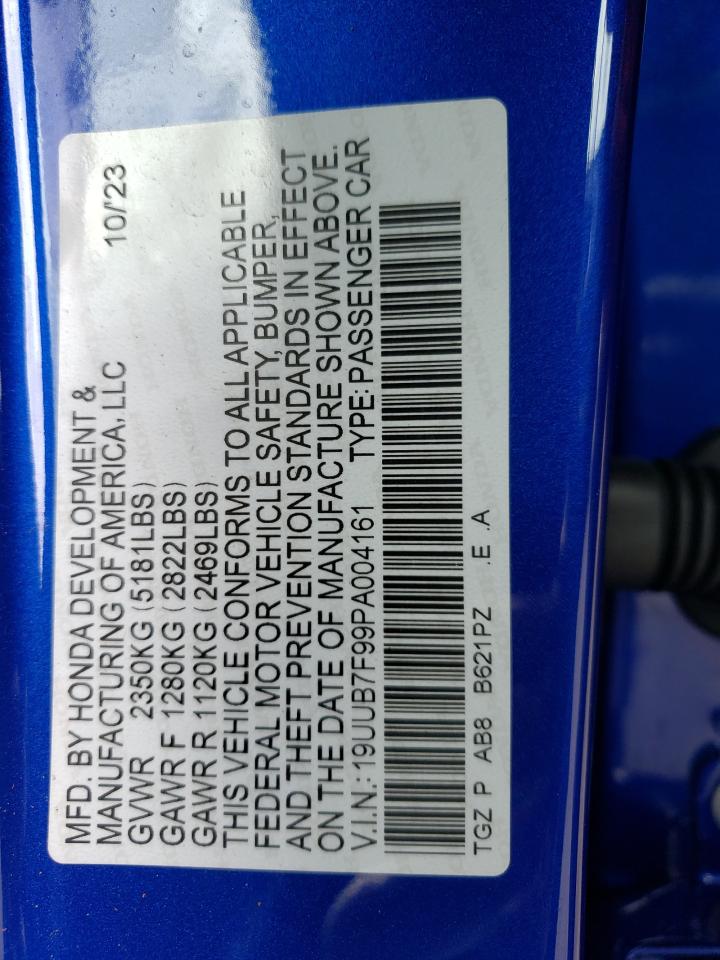 MFD. BY HONDA DEVELOPMENT &
MANUFACTURING OF AMERICA, LLC 10/'23
GVWR 2350KG (5181LBS)
GAWR F 1280KG (2822LBS)
GAWR R 1120KG (2469LBS)
THIS VEHICLE CONFORMS TO ALL APPLICABLE
FEDERAL MOTOR VEHICLE SAFETY, BUMPER,
AND THEFT PREVENTION STANDARDS IN EFFECT
ON THE DATE OF MANUFACTURE SHOWN ABOVE.
V.I.N.: 19UUB7F99PA004161 TYPE: PASSENGER CAR
TGZ P AB8 B621PZ .E .A